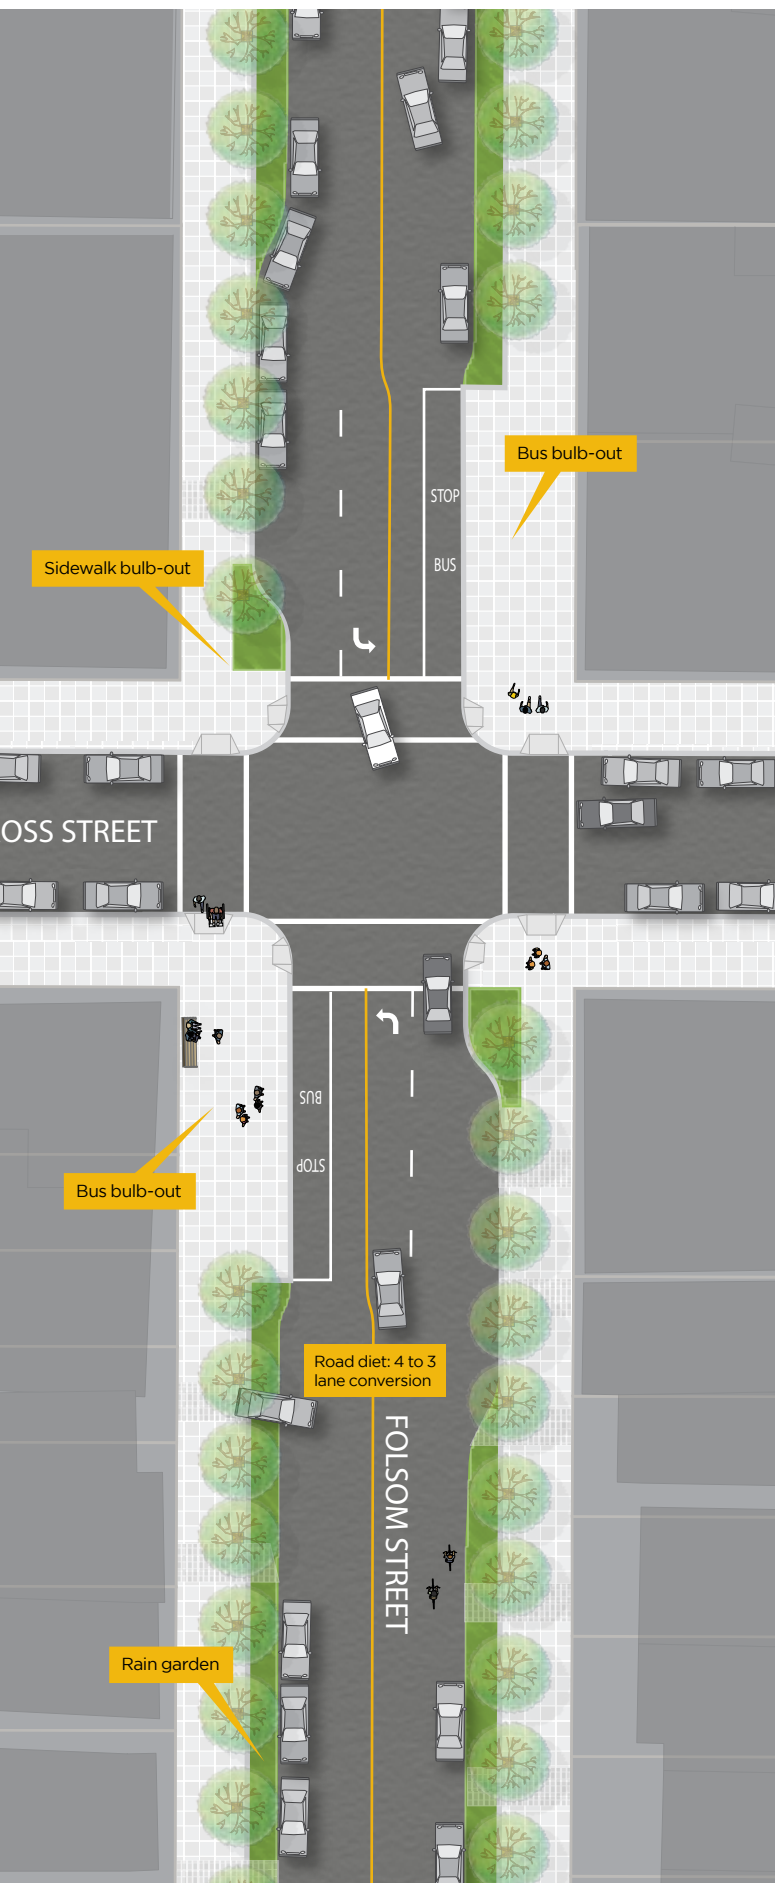 STOP
Bus bulb-out
BUS
Sidewalk bulb-out
OSS STREET
BUS
STOP
Bus bulb-out
Road diet: 4 to 3
lane conversion
FOLSOM STREET
Rain garden